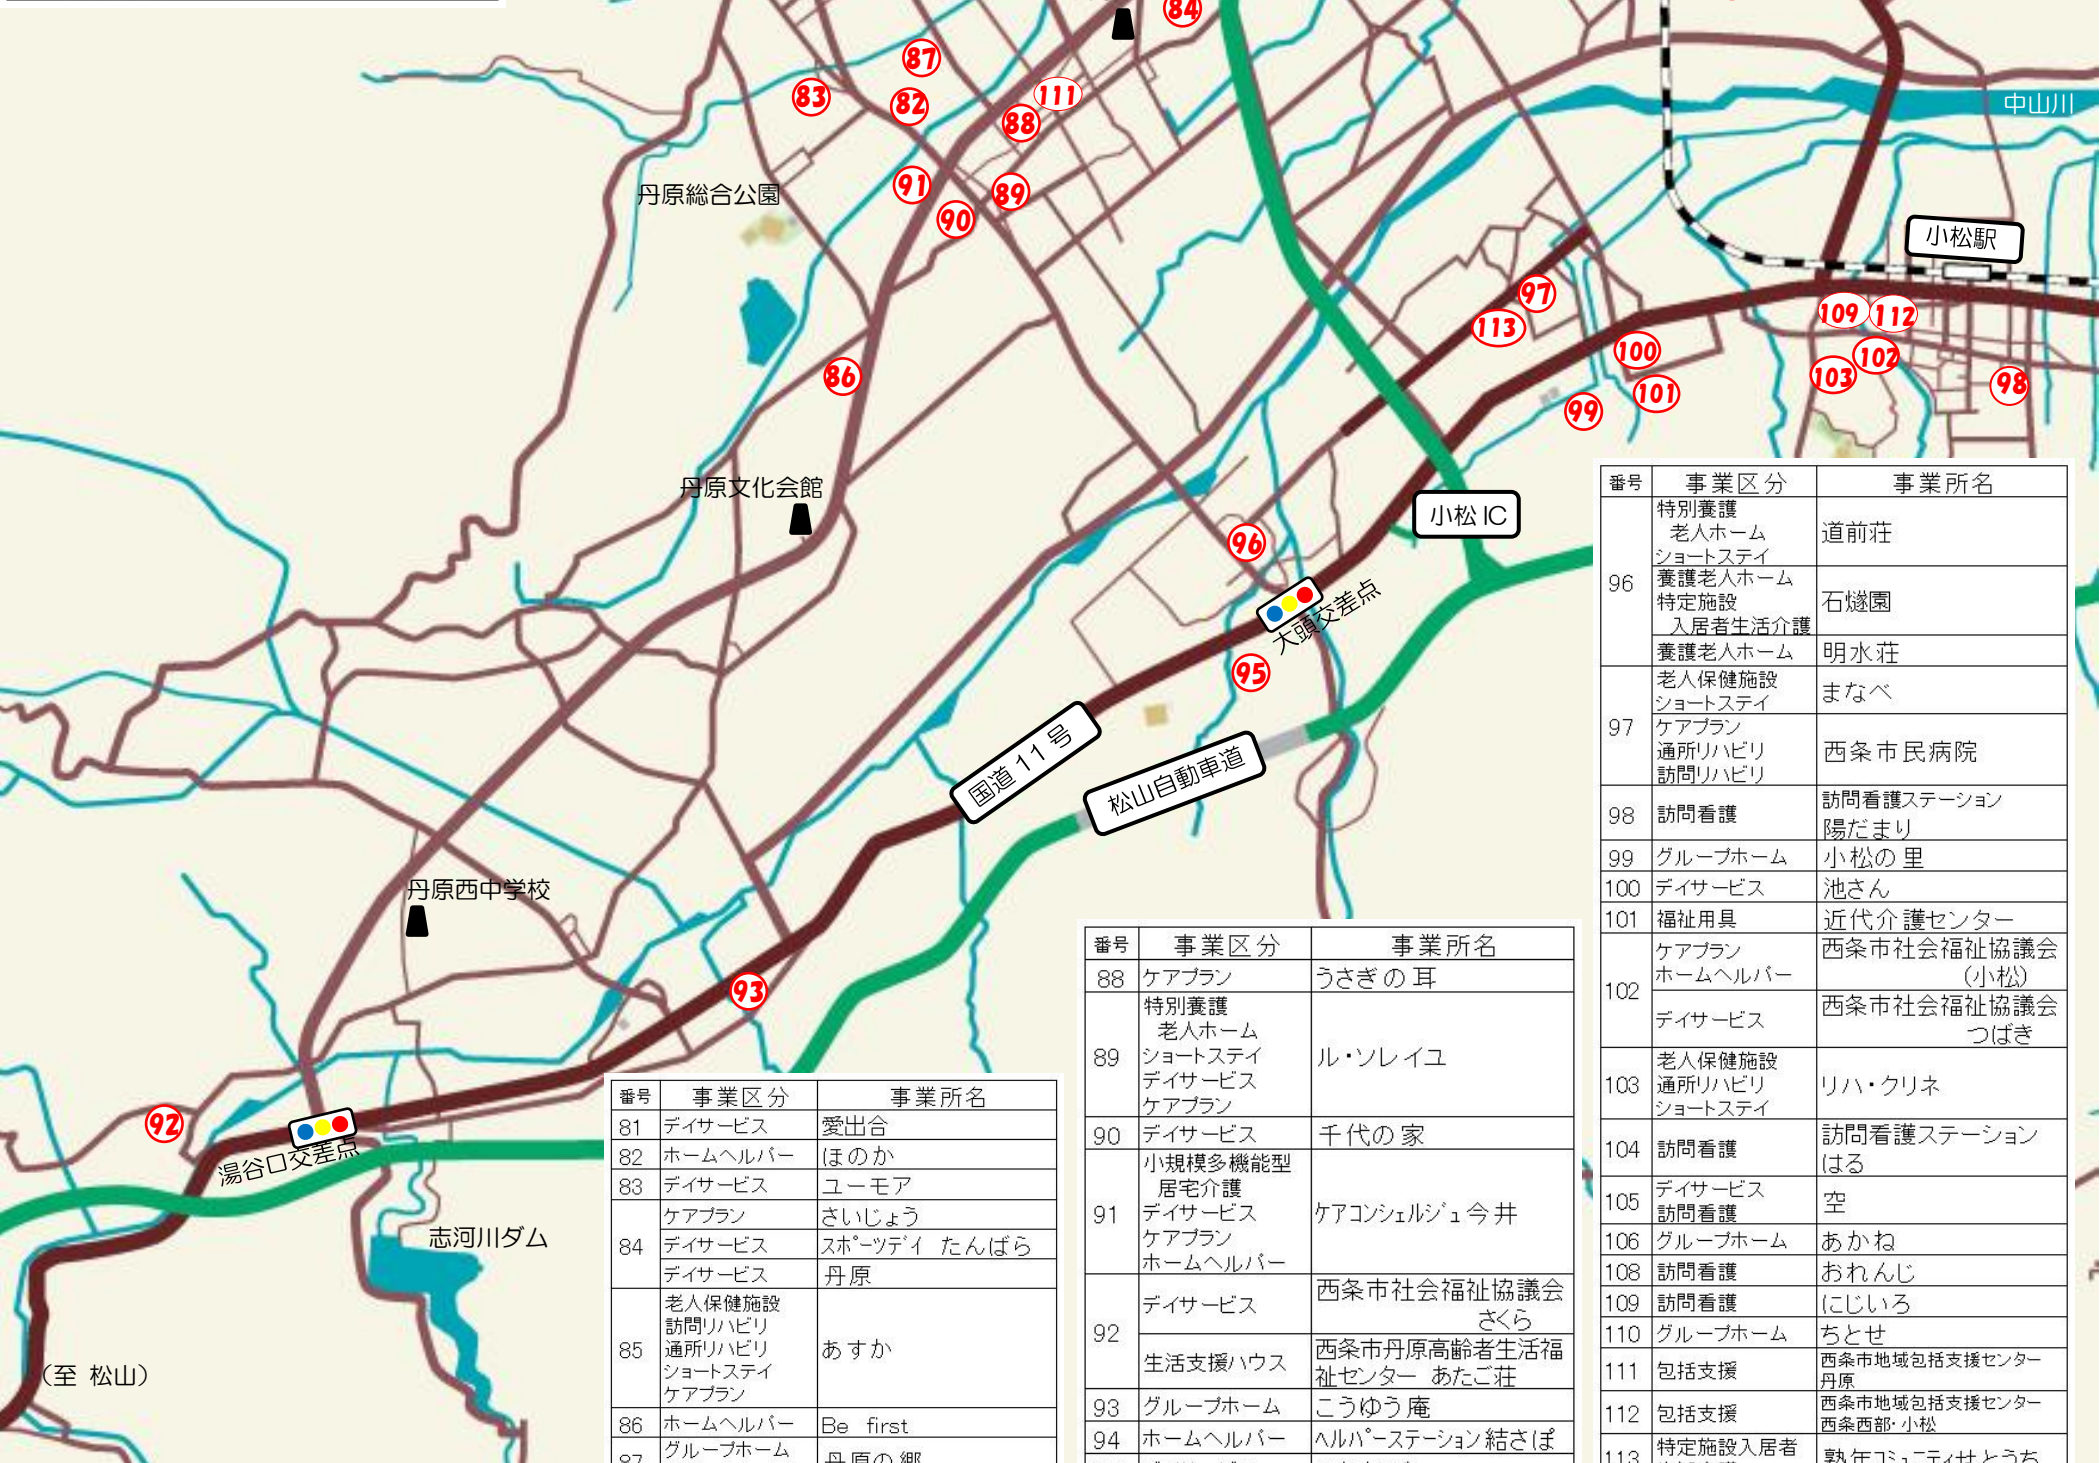 84
87
83
82
111
88
中山川
91
89
丹原総合公園
90
小松駅
97
109
112
113
100
102
86
103
98
101
99
丹原文化会館
小松 IC
96
大頭交差点
95
国道 11 号
松山自動車道
丹原西中学校
93
92
湯谷口交差点
志河川ダム
（至 松山）
番号 事業区分 事業所名
81 デイサービス 愛出合
82 ホームヘルパー ほのか
83 デイサービス ユーモア
84 ケアプラン さいじょう
デイサービス スポーツデイ たんばら
デイサービス 丹原
85 老人保健施設
訪問リハビリ
通所リハビリ あすか
ショートステイ
ケアプラン
86 ホームヘルパー Be first
87 グループホーム 丹原の郷
番号 事業区分 事業所名
88 ケアプラン うさぎの耳
89 特別養護
老人ホーム
ショートステイ ル・ソレイユ
デイサービス
ケアプラン
90 デイサービス 千代の家
91 小規模多機能型
居宅介護
デイサービス ケアコンシェルジュ今井
ケアプラン
ホームヘルパー
92 デイサービス 西条市社会福祉協議会
さくら
生活支援ハウス 西条市丹原高齢者生活福
祉センター あたご荘
93 グループホーム こうゆう庵
94 ホームヘルパー ヘルパーステーション結さぽ
番号 事業区分 事業所名
96 特別養護
老人ホーム 道前荘
ショートステイ
養護老人ホーム
特定施設 石燧園
入居者生活介護
養護老人ホーム 明水荘
97 老人保健施設 まなべ
ショートステイ
ケアプラン
通所リハビリ 西条市民病院
訪問リハビリ
98 訪問看護 訪問看護ステーション
陽だまり
99 グループホーム 小松の里
100 デイサービス 池さん
101 福祉用具 近代介護センター
102 ケアプラン 西条市社会福祉協議会
ホームヘルパー （小松）
デイサービス 西条市社会福祉協議会
つばき
103 老人保健施設
通所リハビリ リハ・クリネ
ショートステイ
104 訪問看護 訪問看護ステーション
はる
105 デイサービス 空
訪問看護
106 グループホーム あかね
108 訪問看護 おれんじ
109 訪問看護 にじいろ
110 グループホーム ちとせ
111 包括支援 西条市地域包括支援センター
丹原
112 包括支援 西条市地域包括支援センター
西条西部・小松
113 特定施設入居者 熟年コミュニティせとうち